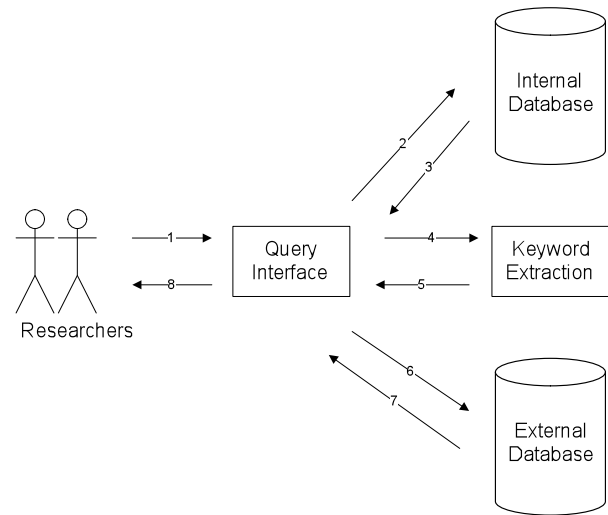 Internal
Database
2
3
1
Query
Interface
4
Keyword
Extraction
8
5
Researchers
6
7
External
Database